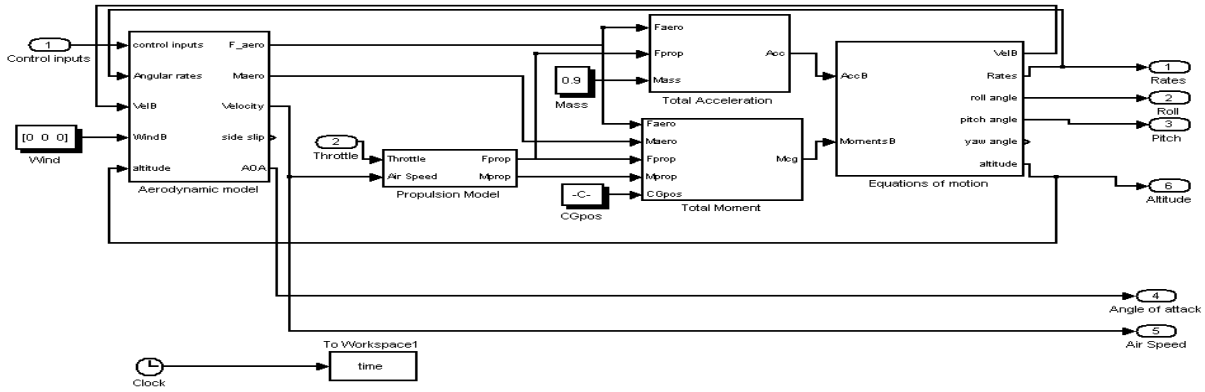 1
Control inputs
[0 0 0]
Wind
control inputs
Angular rates
VelB
WindB
altitude
F_aero
Maero
Velocity
side slip
AOA
Aerodynamic model
2
Throttle
Throttle
Air Speed
Fprop
Mprop
Propulsion Model
0.9
Mass
-C-
CGpos
Faero
Fprop
Mass
Acc
Total Acceleration
Faero
Maero
Fprop
Mprop
CGpos
Mcg
Total Moment
AccB
MomentsB
VelB
Rates
roll angle
pitch angle
yaw angle
altitude
Equations of motion
1
Rates
2
Roll
3
Pitch
6
Altitude
4
Angle of attack
5
Air Speed
Clock
To Workspace1
time